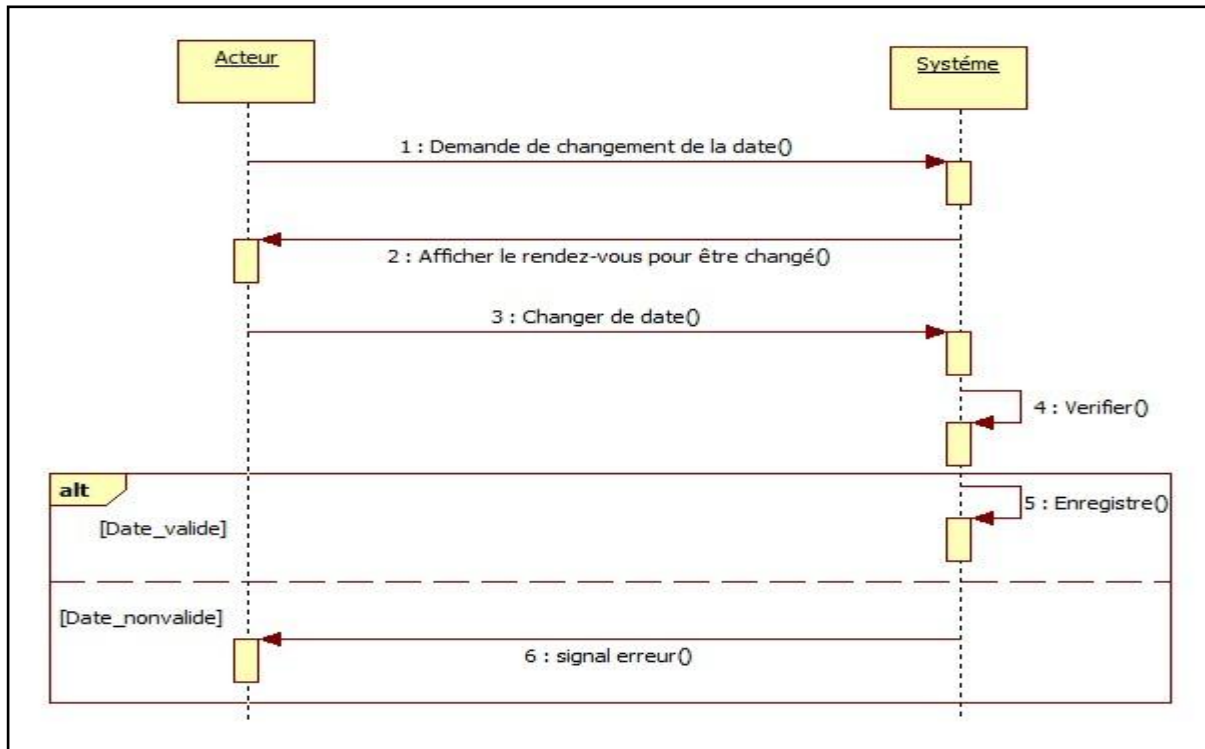 Acteur
Systéme
1 : Demande de changement de la date()
2 : Afficher le rendez-vous pour être changé()
3 : Changer de date()
4 : Verifier()
alt
5 : Enregistre()
[Date_valide]
[Date_nonvalide]
6 : signal erreur()